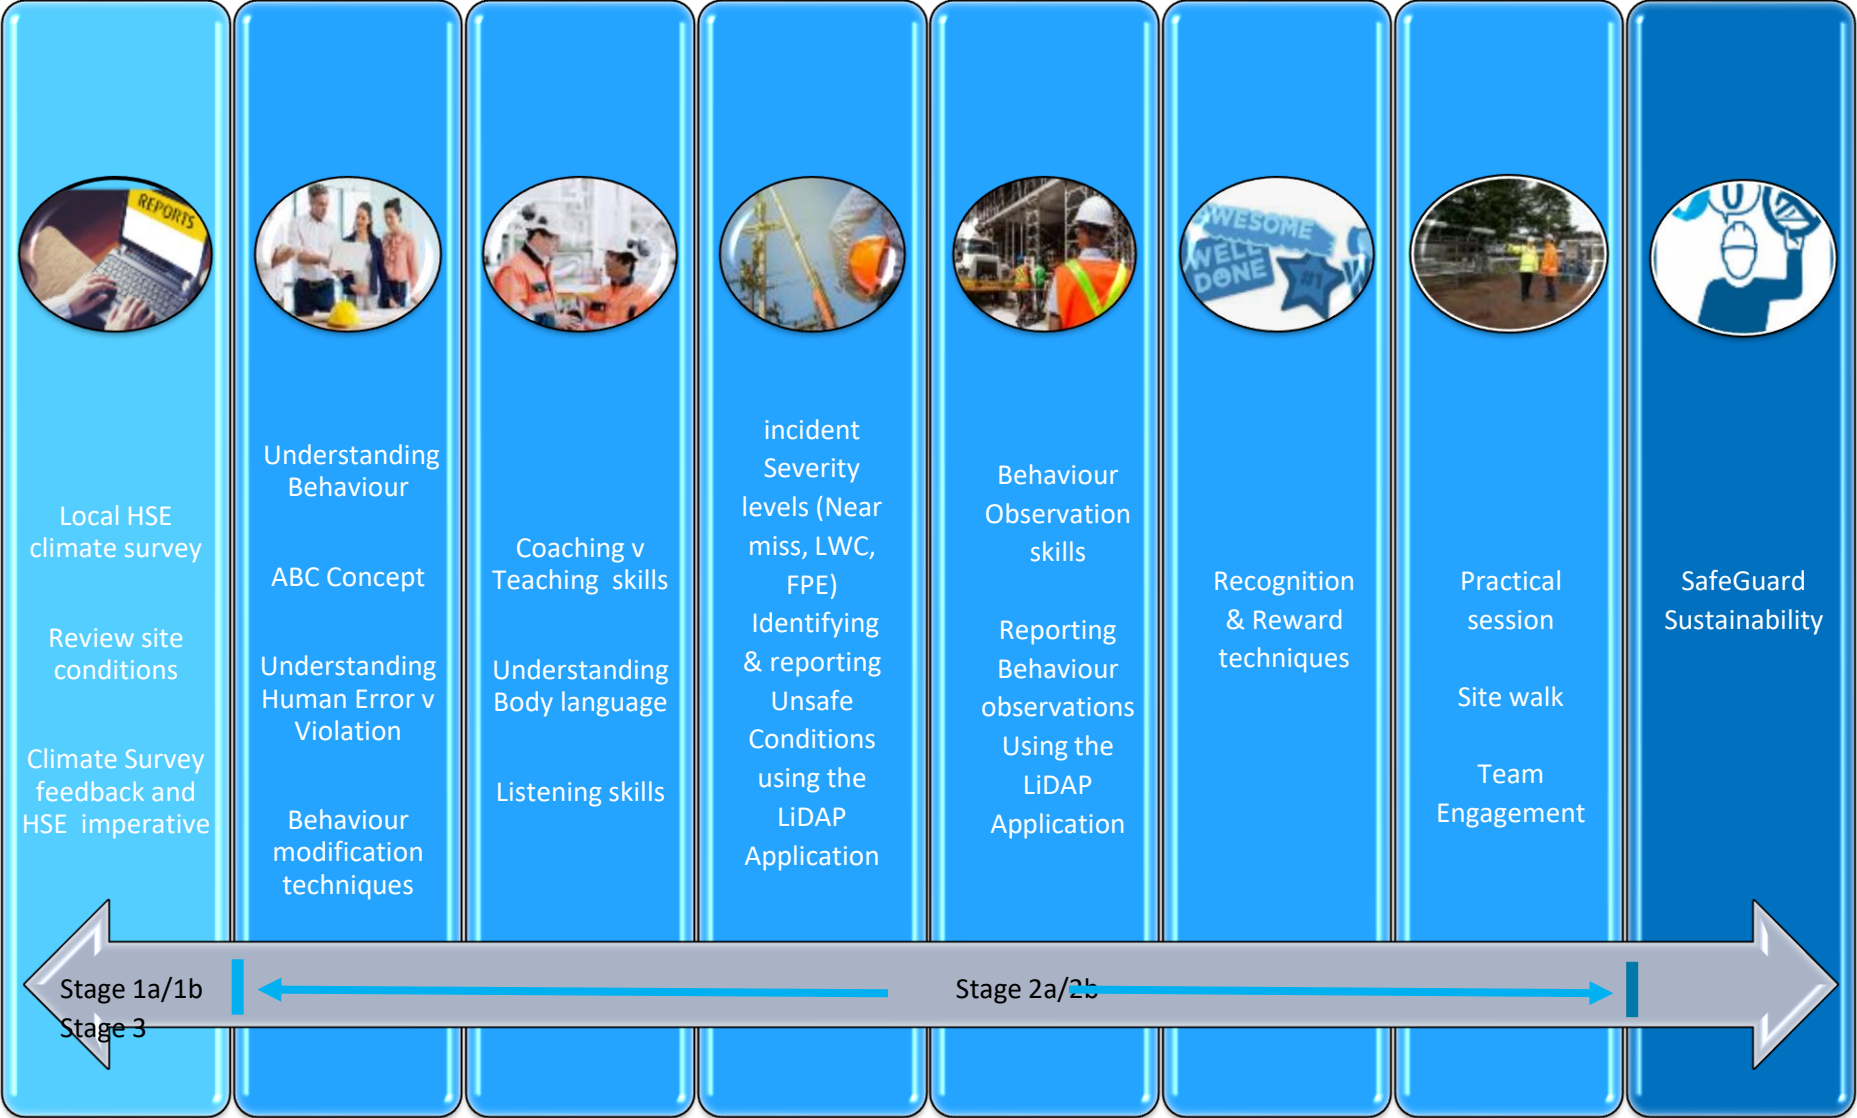 REPORTS
Local HSE
climate survey
Review site
conditions
Climate Survey
feedback and
HSE  imperative
Understanding
Behaviour
ABC Concept
Understanding
Human Error v
Violation
Behaviour
modification
techniques
Coaching v
Teaching  skills
Understanding
Body language
Listening skills
incident
Severity
levels (Near
miss, LWC,
FPE)
Identifying
& reporting
Unsafe
Conditions
using the
LiDAP
Application
Behaviour
Observation
skills
Reporting
Behaviour
observations
Using the
LiDAP
Application
AWESOME
WELL
DONE
#1
Recognition
& Reward
techniques
Practical
session
Site walk
Team
Engagement
SafeGuard
Sustainability
Stage 1a/1b
Stage 2a/2b
Stage 3